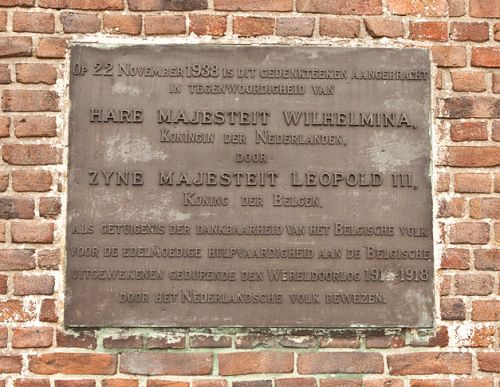 Op 22 November 1938 is dit gedenkteeken aangebracht
in tegenwoordigheid van
Hare Majesteit Wilhelmina,
Koningin der Nederlanden,
door
Zyne Majesteit Leopold III,
Koning der Belgen.
als getuigenis der dankbaarheid van het Belgische volk
voor de edelmoedige hulpvaardigheid aan de Belgische
uitgewekenen gedurende den Wereldoorlog 1914-1918
door het Nederlandsche volk bewezen.